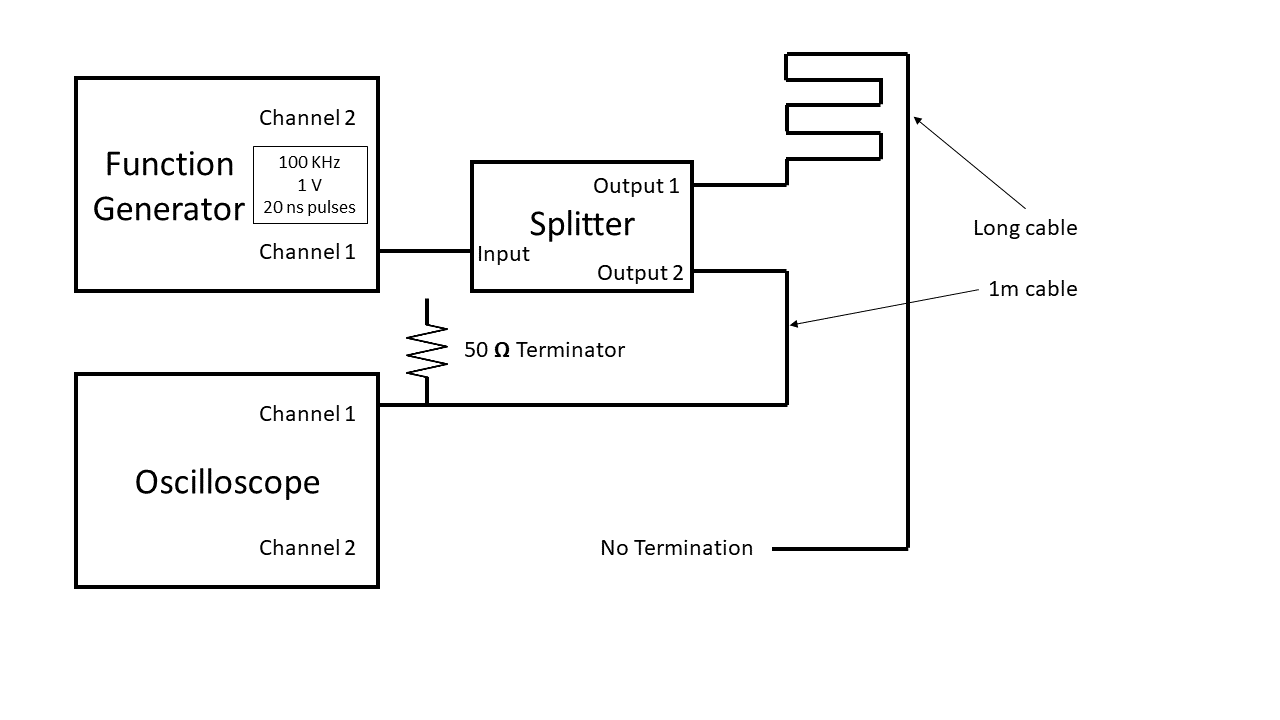 Function
Generator
Channel 2
100 KHz
1 V
20 ns pulses
Channel 1
Splitter
Input
Output 1
Output 2
Long cable
1m cable
50 Ω Terminator
Oscilloscope
Channel 1
Channel 2
No Termination